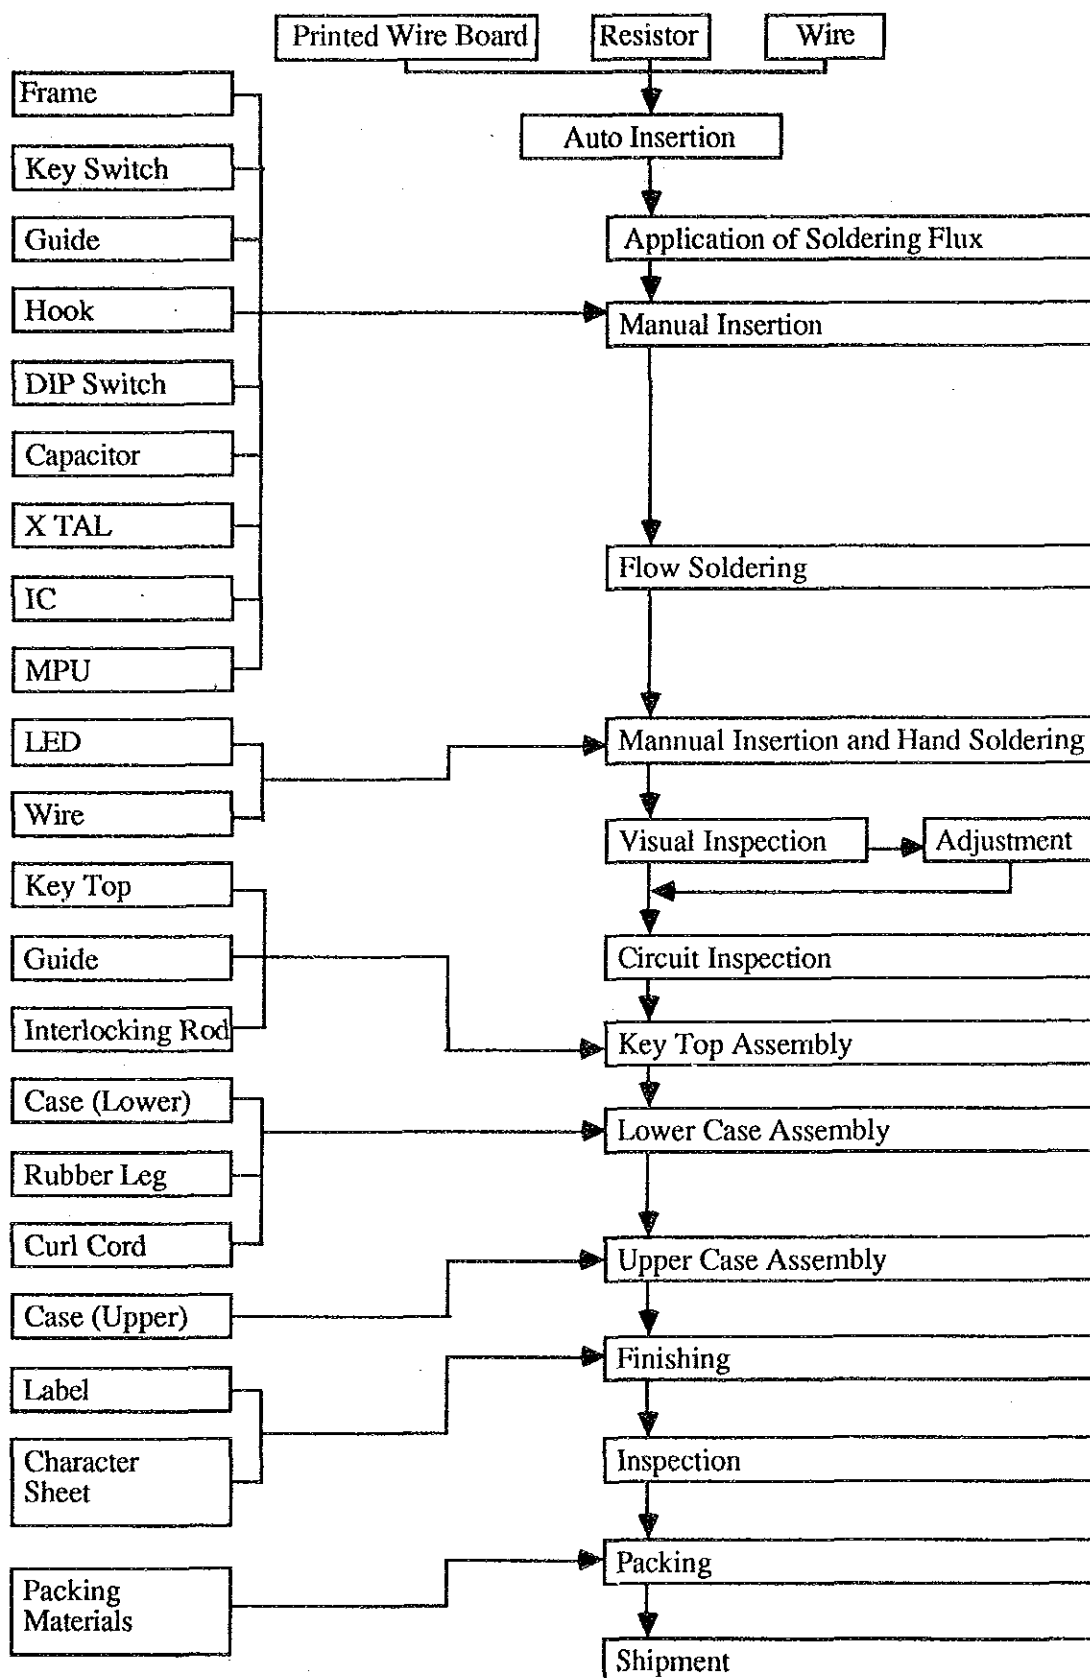 Printed Wire Board
Resistor
Wire
Frame
Auto Insertion
Key Switch
Guide
Application of Soldering Flux
Hook
Manual Insertion
DIP Switch
Capacitor
X TAL
Flow Soldering
IC
MPU
LED
Mannual Insertion and Hand Soldering
Wire
Visual Inspection
Adjustment
Key Top
Guide
Circuit Inspection
Interlocking Rod
Key Top Assembly
Case (Lower)
Lower Case Assembly
Rubber Leg
Curl Cord
Upper Case Assembly
Case (Upper)
Finishing
Label
Character
Sheet
Inspection
Packing
Packing
Materials
Shipment